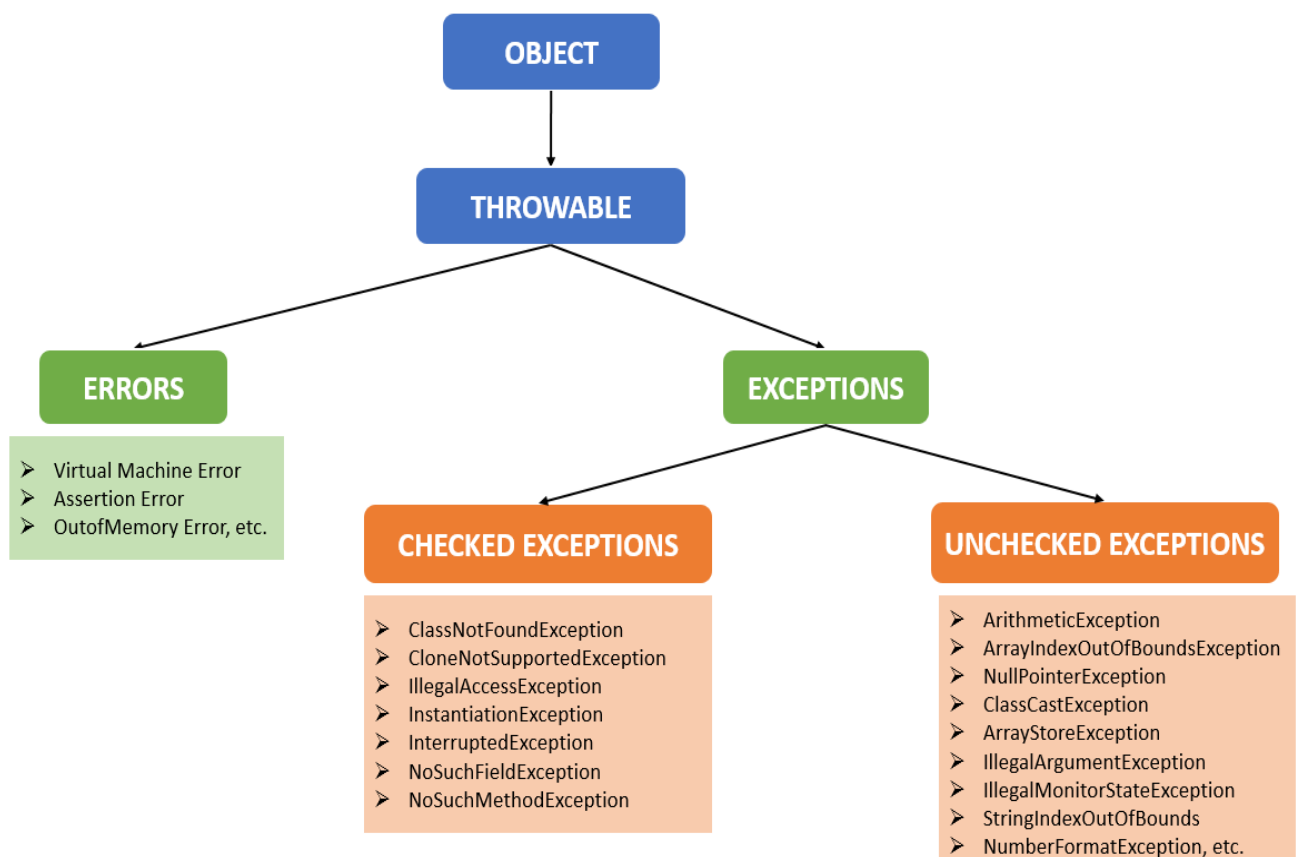 OBJECT
THROWABLE
ERRORS
➤ Virtual Machine Error
➤ Assertion Error
➤ OutofMemory Error, etc.
EXCEPTIONS
CHECKED EXCEPTIONS
➤ ClassNotFoundException
➤ CloneNotSupportedException
➤ IllegalAccessException
➤ InstantiationException
➤ InterruptedException
➤ NoSuchFieldException
➤ NoSuchMethodException
UNCHECKED EXCEPTIONS
➤ ArithmeticException
➤ ArrayIndexOutOfBoundsException
➤ NullPointerException
➤ ClassCastException
➤ ArrayStoreException
➤ IllegalArgumentException
➤ IllegalMonitorStateException
➤ StringIndexOutOfBounds
➤ NumberFormatException, etc.